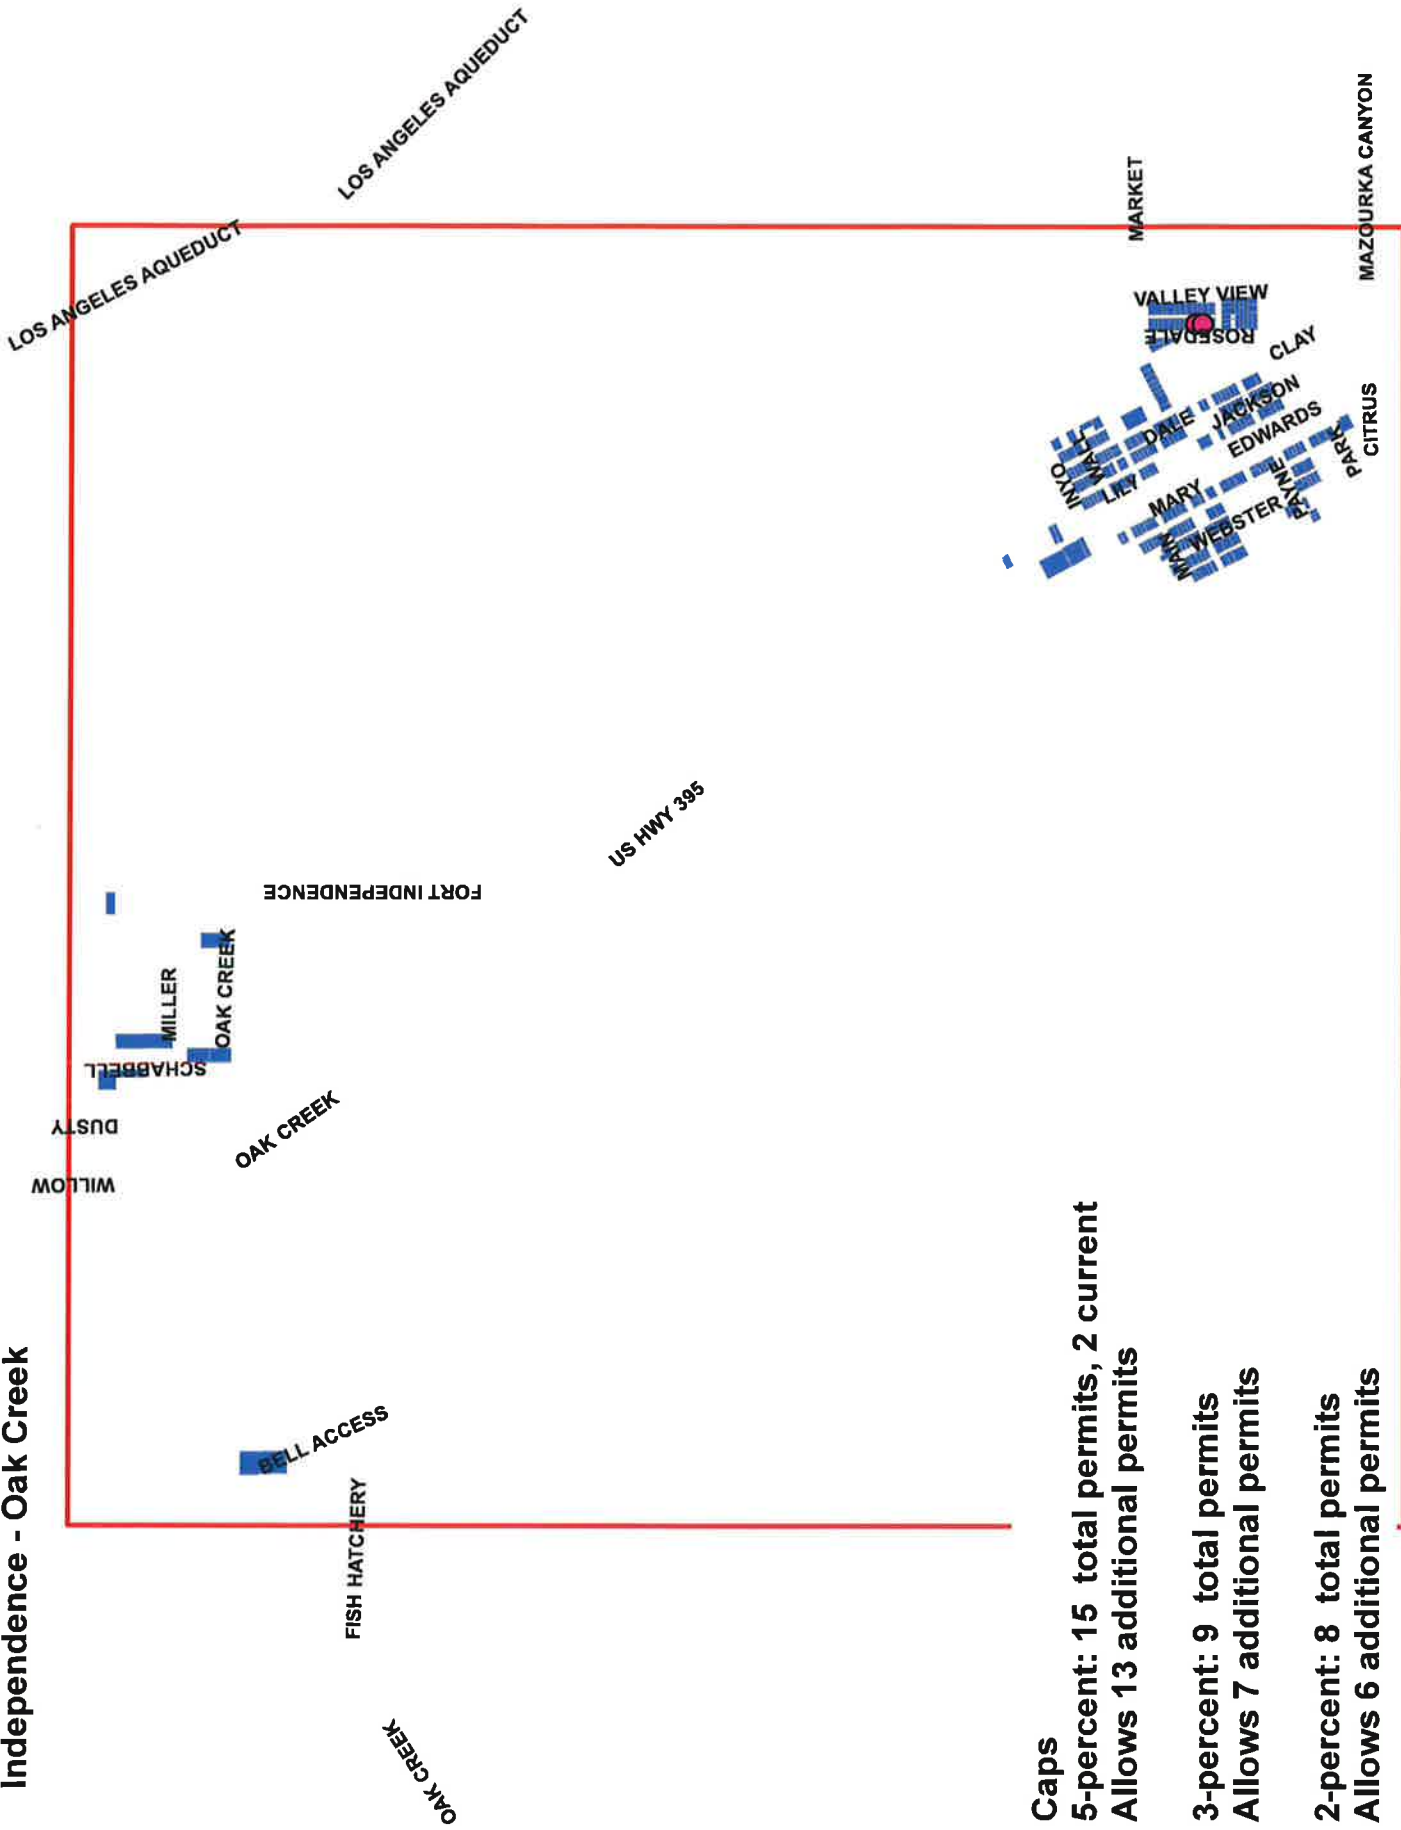 Independence - Oak Creek
LOS ANGELES AQUEDUCT
LOS ANGELES AQUEDUCT
MARKET
MAZOURKA CANYON
VALLEY VIEW
ROSEDALE
CLAY
JACKSON
EDWARDS
CITRUS
PARK
DALE
WALL
INYO
LILY
MARY
PAYNE
WEBSTER
MAIN
US HWY 395
FORT INDEPENDENCE
OAK CREEK
MILLER
SCHABBELL
DUSTY
WILLOW
OAK CREEK
BELL ACCESS
FISH HATCHERY
OAK CREEK
Caps
5-percent: 15 total permits, 2 current
Allows 13 additional permits
3-percent: 9 total permits
Allows 7 additional permits
2-percent: 8 total permits
Allows 6 additional permits